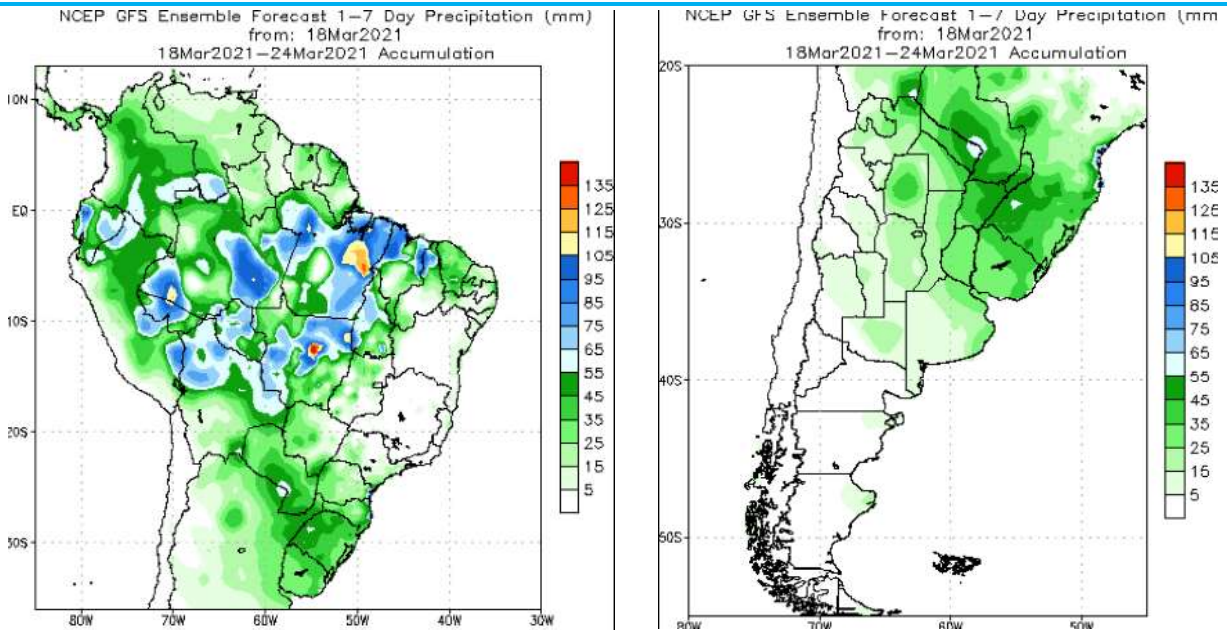 NCEP GFS Ensemble Forecast 1–7 Day Precipitation (mm)
from: 18Mar2021
18Mar2021–24Mar2021 Accumulation
10N
EQ
10S
20S
30S
80W
70W
60W
50W
40W
30W
135
125
115
105
95
85
75
65
55
45
35
25
15
5
NCEP GFS Ensemble Forecast 1–7 Day Precipitation (mm
from: 18Mar2021
18Mar2021–24Mar2021 Accumulation
20S
30S
40S
50S
80W
70W
60W
50W
135
125
115
105
95
85
75
65
55
45
35
25
15
5